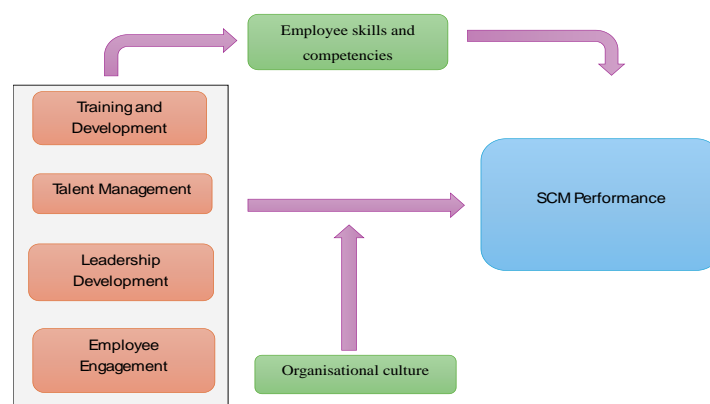 Employee skills and
competencies
Training and
Development
Talent Management
SCM Performance
Leadership
Development
Employee
Engagement
Organisational culture